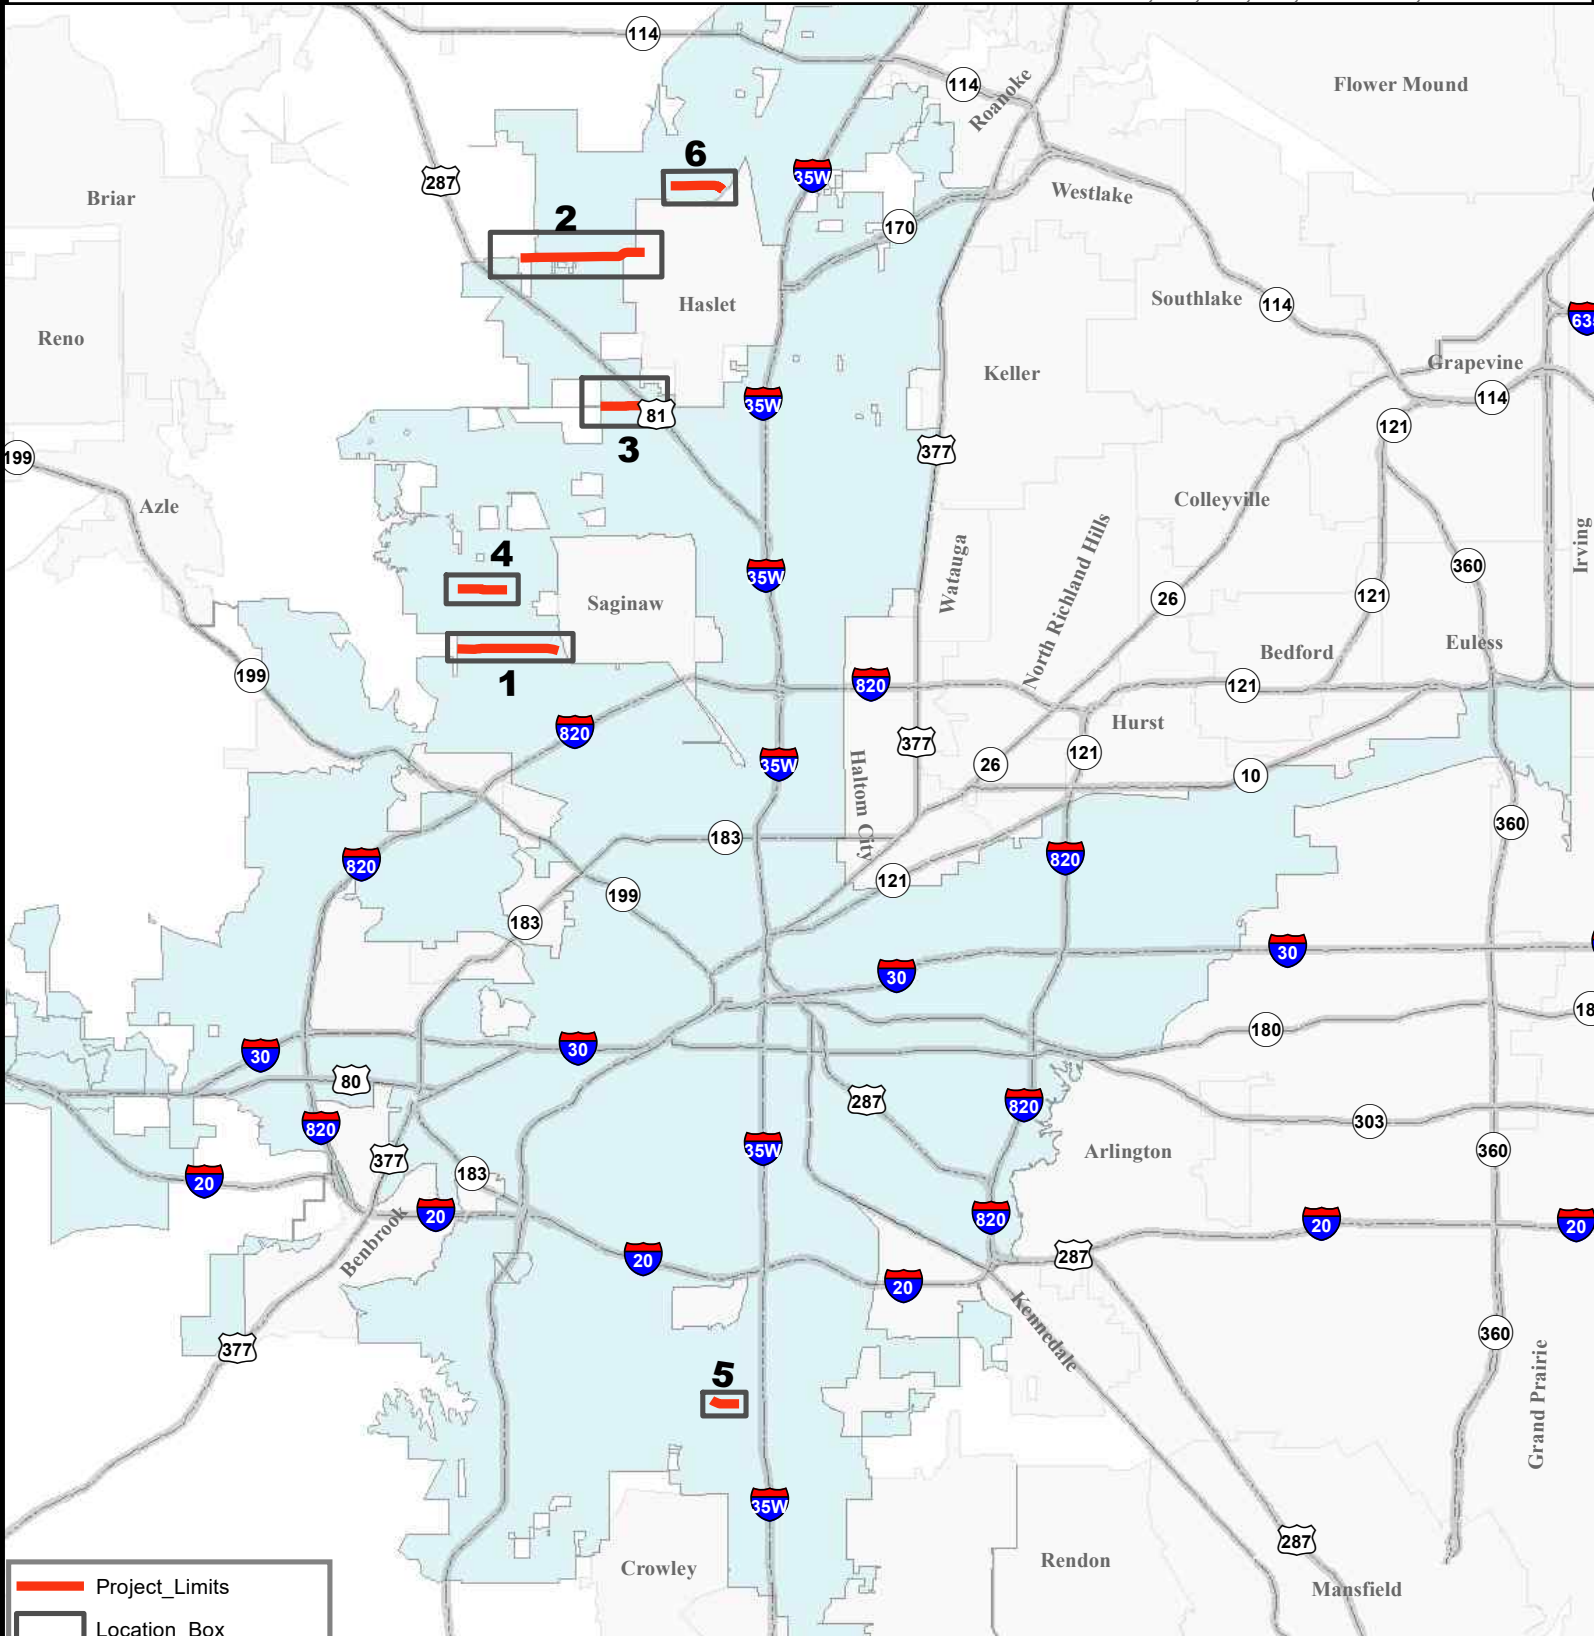 114
114
Roanoke
Flower Mound
6
35W
287
Briar
Westlake
2
170
Haslet
Southlake
114
Reno
Keller
Grapevine
114
35W
81
121
3
377
199
Azle
Colleyville
Irving
4
35W
Watauga
North Richland Hills
360
Saginaw
26
121
Bedford
Euless
199
1
820
121
820
377
Hurst
121
35W
26
10
Haltom City
183
360
820
820
121
199
183
30
30
180
30
30
80
287
820
303
820
Arlington
377
35W
360
183
20
20
820
20
20
Benbrook
20
287
20
Kennedale
377
360
5
Grand Prairie
35W
287
Crowley
Rendon
Mansfield
Project_Limits
Location_Box